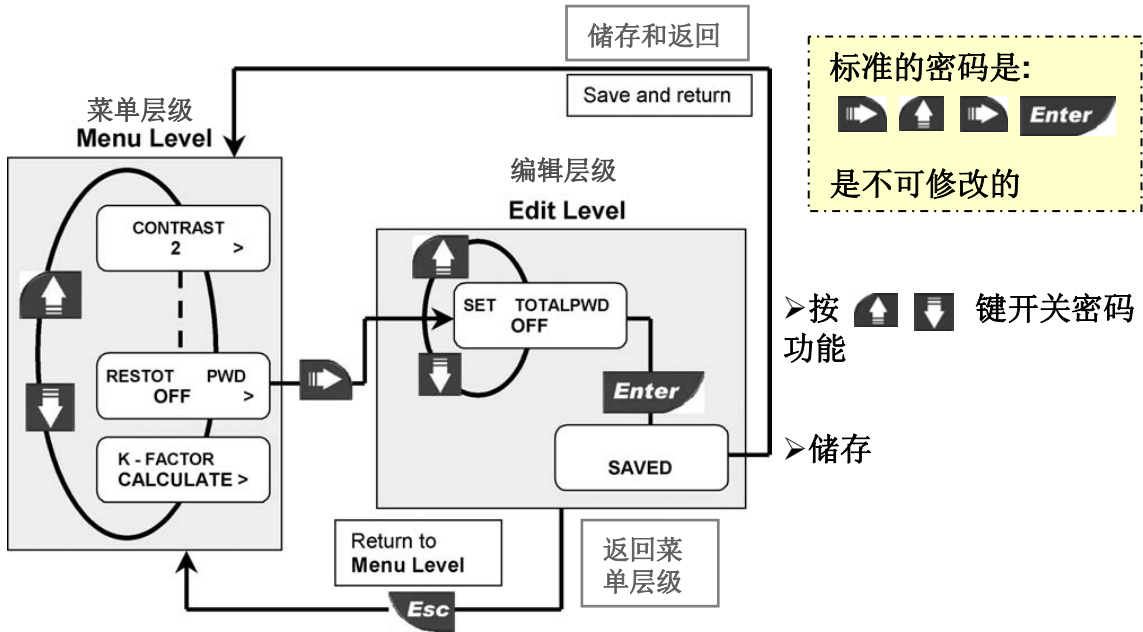 储存和返回
Save and return
标准的密码是:
Enter
是不可修改的
菜单层级
Menu Level
CONTRAST
2 >
RESTOT PWD
OFF >
K - FACTOR
CALCULATE >
编辑层级
Edit Level
SET TOTALPWD
OFF
Enter
SAVED
➢按 键开关密码
功能
➢储存
Return to
Menu Level
Esc
返回菜
单层级